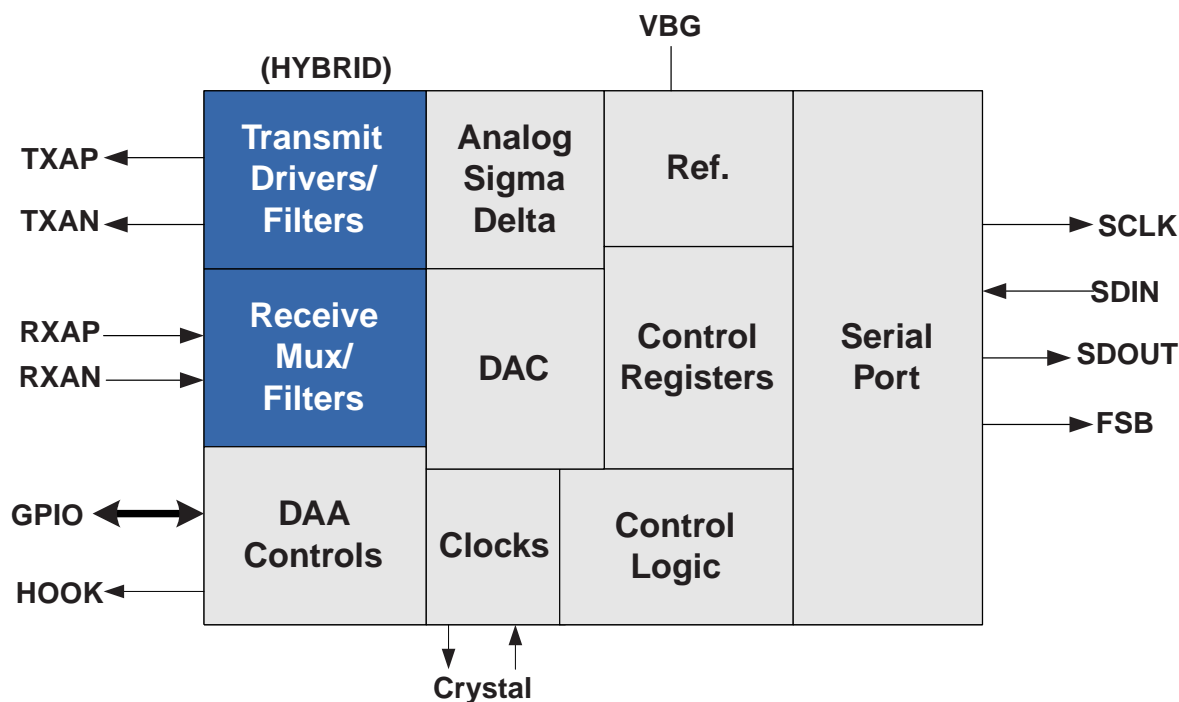 VBG
(HYBRID)
Transmit
Drivers/
Filters
Analog
Sigma
Delta
Ref.
TXAP
TXAN
SCLK
SDIN
SDOUT
FSB
RXAP
RXAN
Receive
Mux/
Filters
DAC
Control
Registers
Serial
Port
GPIO
HOOK
DAA
Controls
Clocks
Control
Logic
Crystal